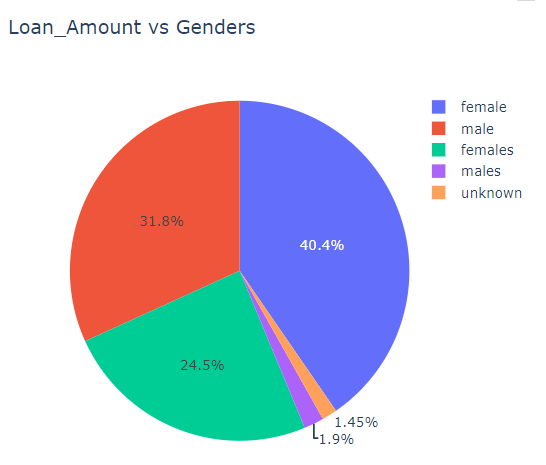 Loan_Amount vs Genders
female
male
females
males
unknown
31.8%
40.4%
24.5%
1.45%
1.9%